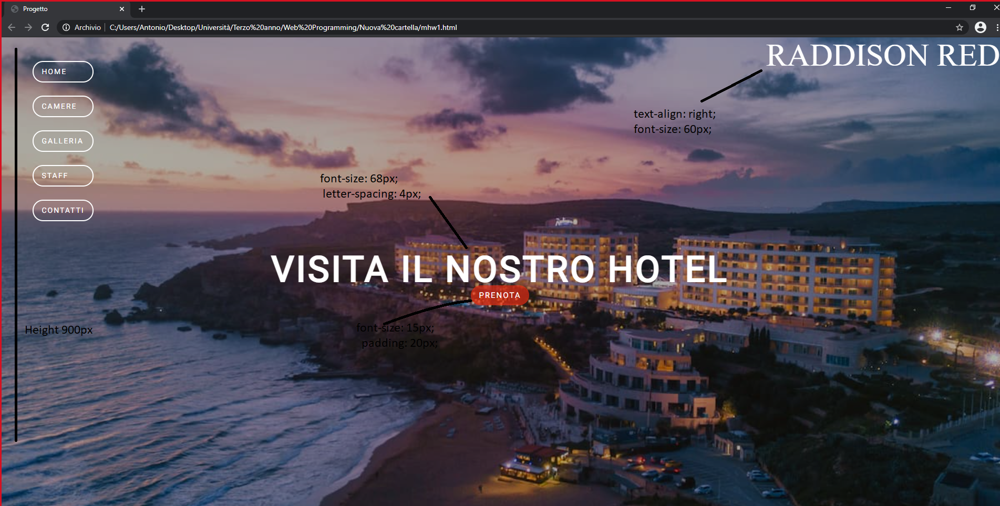 Progetto
Archivio C:/Users/Antonio/Desktop/Università/Terzo%20anno/Web%20Programming/Nuova%20cartella/mhw1.html
RADDISON RED
HOME
CAMERE
GALLERIA
STAFF
CONTATTI
text-align: right;
font-size: 60px;
font-size: 68px;
letter-spacing: 4px;
VISITA IL NOSTRO HOTEL
PRENOTA
font-size: 15px;
padding: 20px;
Height 900px